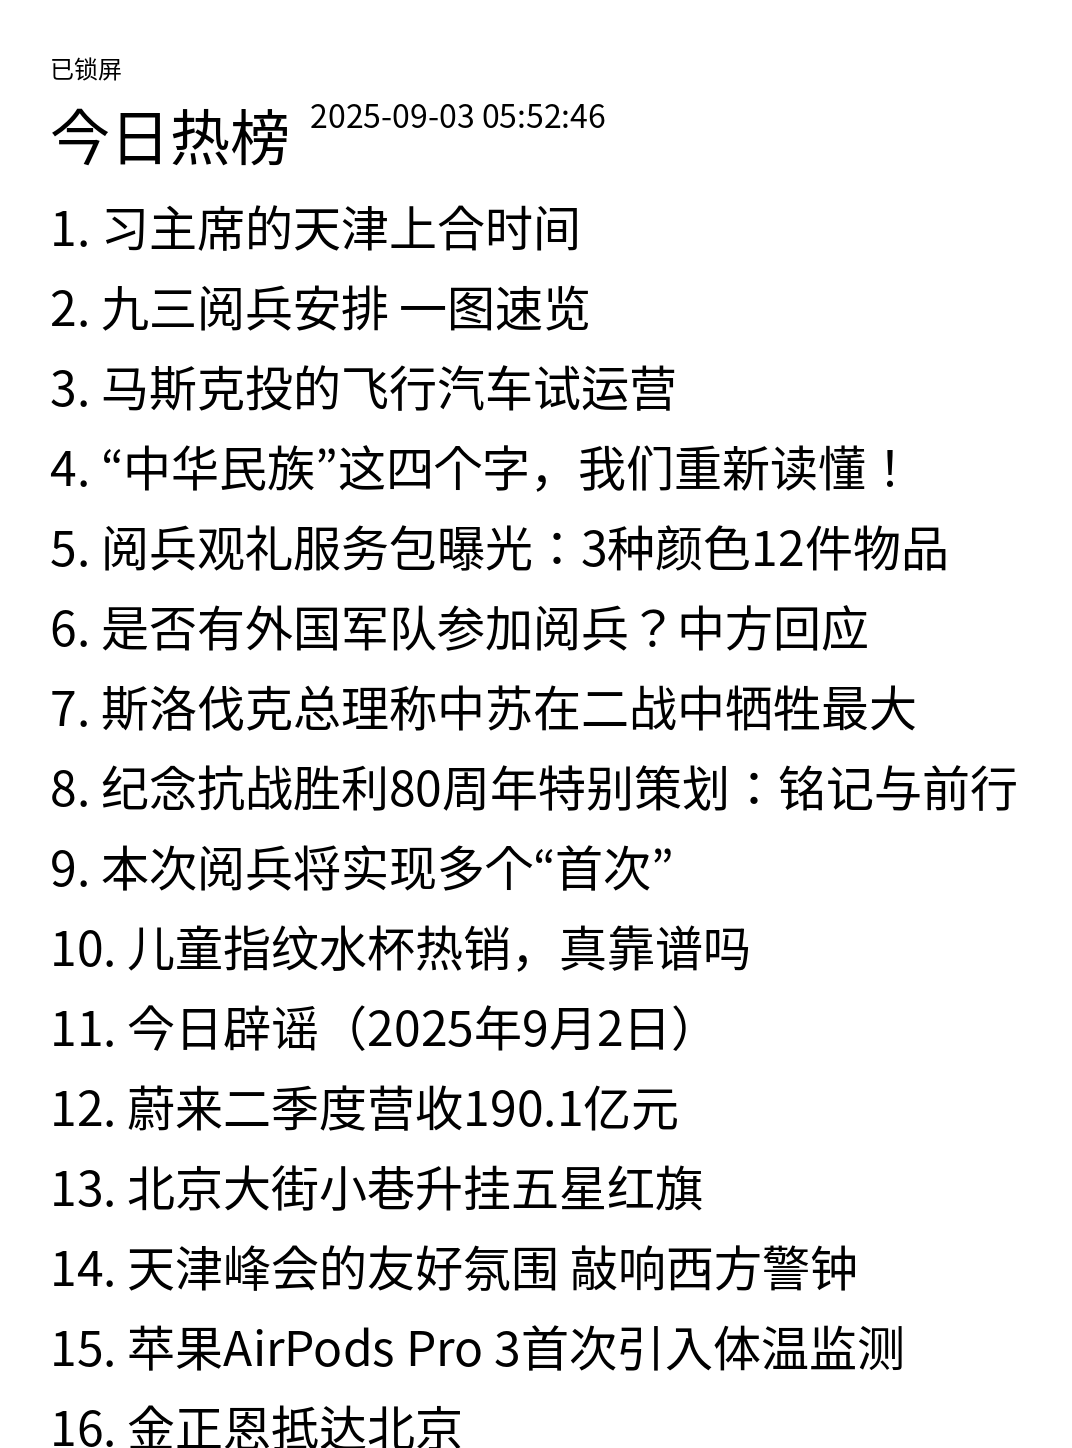 已锁屏
今日热榜 2025-09-03 05:52:46
1. 习主席的天津上合时间
2. 九三阅兵安排 一图速览
3. 马斯克投的飞行汽车试运营
4. “中华民族”这四个字，我们重新读懂！
5. 阅兵观礼服务包曝光：3种颜色12件物品
6. 是否有外国军队参加阅兵？中方回应
7. 斯洛伐克总理称中苏在二战中牺牲最大
8. 纪念抗战胜利80周年特别策划：铭记与前行
9. 本次阅兵将实现多个“首次”
10. 儿童指纹水杯热销，真靠谱吗
11. 今日辟谣（2025年9月2日）
12. 蔚来二季度营收190.1亿元
13. 北京大街小巷升挂五星红旗
14. 天津峰会的友好氛围 敲响西方警钟
15. 苹果AirPods Pro 3首次引入体温监测
16. 金正恩抵达北京